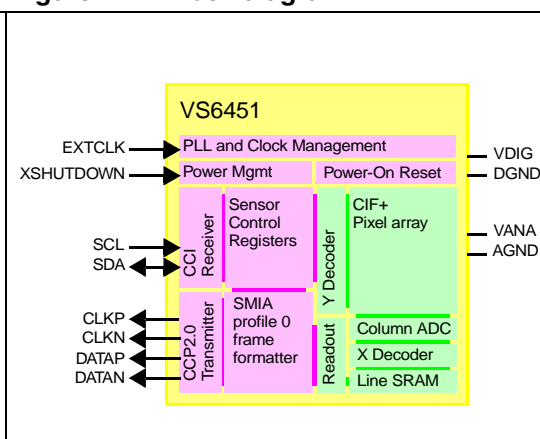 VS6451
EXTCLK
PLL and Clock Management
VDIG
XSHUTDOWN
Power Mgmt
Power-On Reset
DGND
CCI
Receiver
Sensor
Control
Registers
Y Decoder
CIF+
Pixel array
VANA
AGND
SCL
SDA
CLKP
CLKN
DATAP
DATAN
CCP2.0
Transmitter
SMIA
profile 0
frame
formatter
Readout
Column ADC
X Decoder
Line SRAM